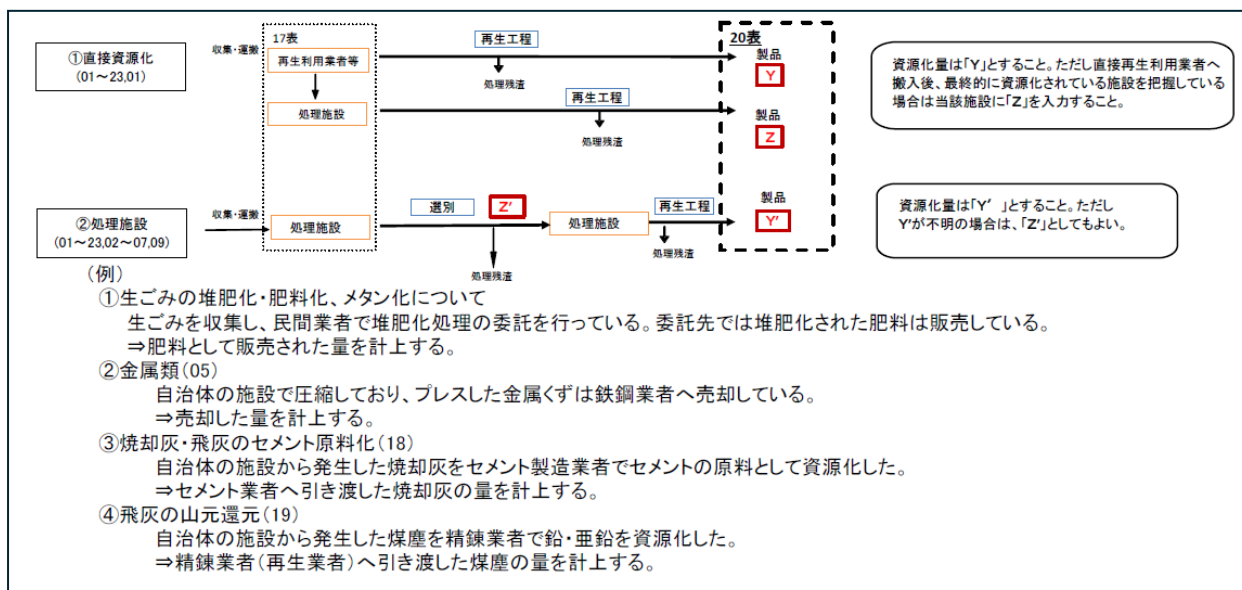 ①直接資源化
(01～23,01)
収集・運搬
17表
再生利用業者等
処理施設
再生工程
処理残渣
再生工程
処理残渣
20表
製品
Y
製品
Z
資源化量は「Y」とすること。ただし直接再生利用業者へ
搬入後、最終的に資源化されている施設を把握している
場合は当該施設に「Z」を入力すること。
②処理施設
(01～23,02～07,09)
収集・運搬
処理施設
選別
Z'
処理残渣
処理施設
再生工程
処理残渣
製品
Y'
資源化量は「Y'」とすること。ただし
Y'が不明の場合は、「Z'」としてもよい。
(例)
①生ごみの堆肥化・肥料化、メタン化について
生ごみを収集し、民間業者で堆肥化処理の委託を行っている。委託先では堆肥化された肥料は販売している。
⇒肥料として販売された量を計上する。
②金属類(05)
自治体の施設で圧縮しており、プレスした金属くずは鉄鋼業者へ売却している。
⇒売却した量を計上する。
③焼却灰・飛灰のセメント原料化(18)
自治体の施設から発生した焼却灰をセメント製造業者でセメントの原料として資源化した。
⇒セメント業者へ引き渡した焼却灰の量を計上する。
④飛灰の山元還元(19)
自治体の施設から発生した煤塵を精錬業者で鉛・亜鉛を資源化した。
⇒精錬業者(再生業者)へ引き渡した煤塵の量を計上する。